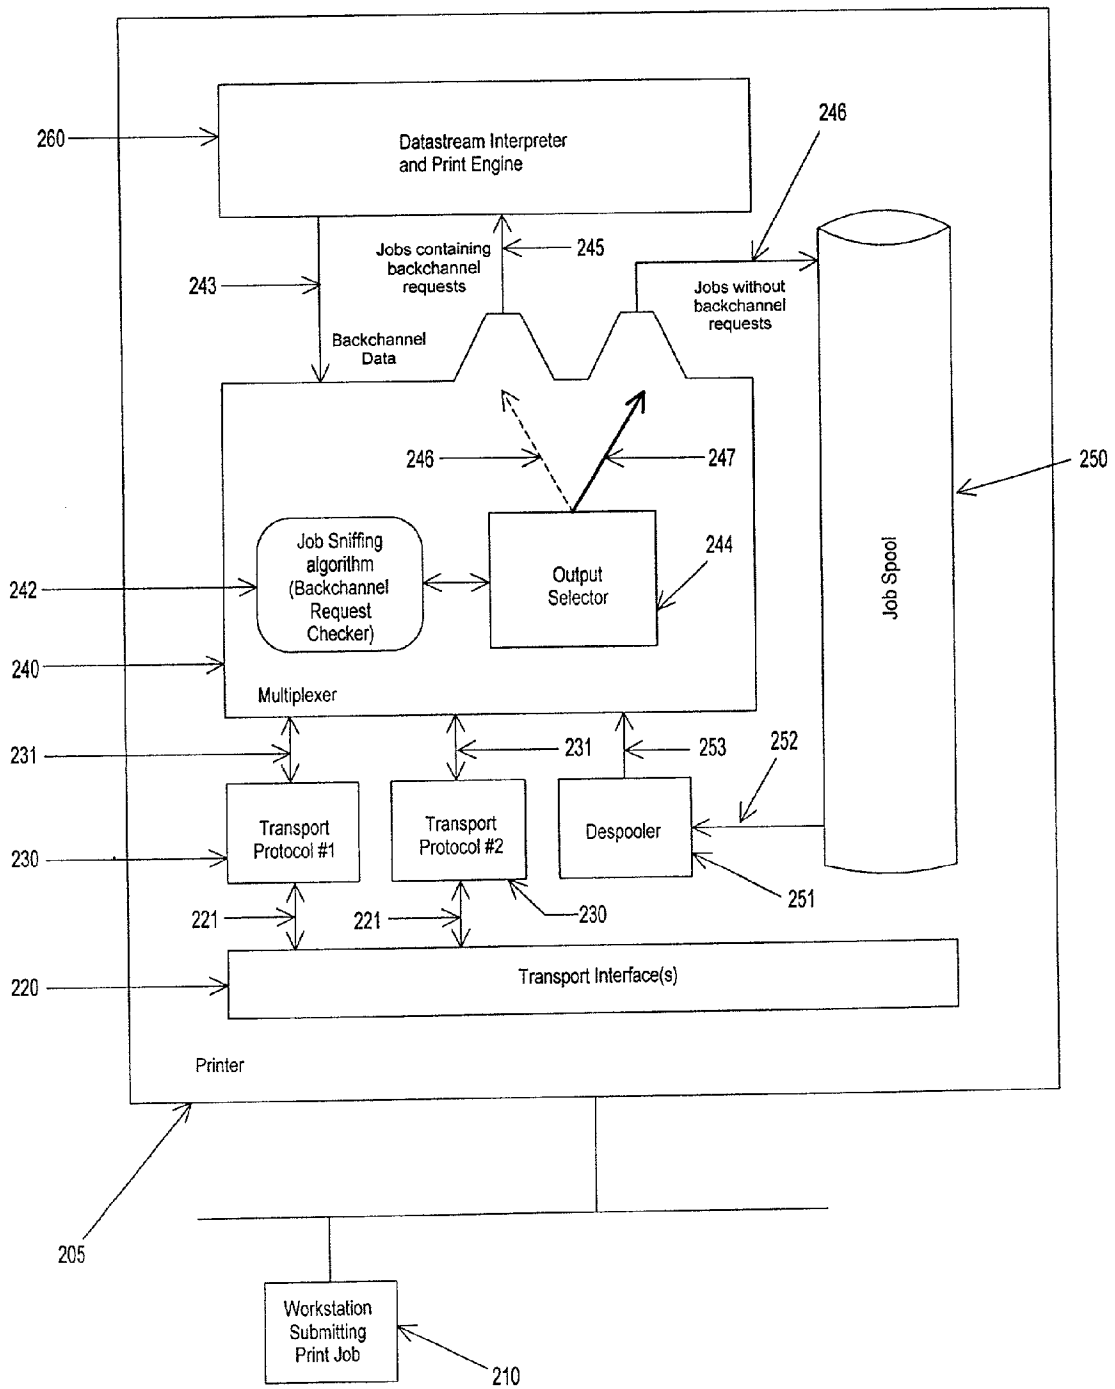 246
260
Datastream Interpreter
and Print Engine
Jobs containing
backchannel
requests
245
243
Jobs without
backchannel
requests
Backchannel
Data
246
247
250
Job Sniffing
algorithm
(Backchannel
Request
Checker)
Output
Selector
244
Job Spool
242
240
Multiplexer
231
231
253
252
Transport
Protocol #1
Transport
Protocol #2
Despooler
230
221
221
230
251
220
Transport Interface(s)
Printer
205
Workstation
Submitting
Print Job
210